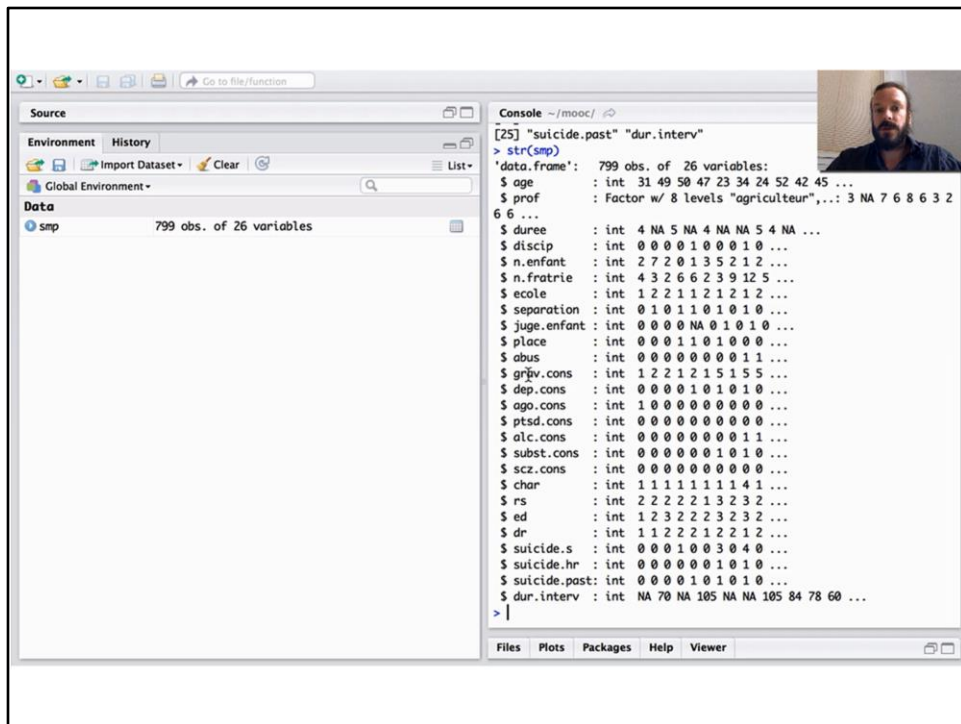 Go to file/function
Source
Environment History
Import Dataset Clear List
Global Environment
Data
smp 799 obs. of 26 variables
Console ~/mooc/
[25] "suicide.past" "dur.interv"
> str(smp)
'data.frame': 799 obs. of 26 variables:
$ age : int 31 49 50 47 23 34 24 52 42 45 ...
$ prof : Factor w/ 8 levels "agriculteur",..: 3 NA 7 6 8 6 3 2
6 6 ...
$ duree : int 4 NA 5 NA 4 NA NA 5 4 NA ...
$ discip : int 0 0 0 0 1 0 0 0 1 0 ...
$ n.enfant : int 2 7 2 0 1 3 5 2 1 2 ...
$ n.fratrie : int 4 3 2 6 6 2 3 9 12 5 ...
$ ecole : int 1 2 2 1 1 2 1 2 1 2 ...
$ separation : int 0 1 0 1 1 0 1 0 1 0 ...
$ juge.enfant : int 0 0 0 0 NA 0 1 0 1 0 ...
$ place : int 0 0 0 1 1 0 1 0 0 0 ...
$ abus : int 0 0 0 0 0 0 0 0 1 1 ...
$ grav.cons : int 1 2 2 1 2 1 5 1 5 5 ...
$ dep.cons : int 0 0 0 0 1 0 1 0 1 0 ...
$ ago.cons : int 1 0 0 0 0 0 0 0 0 0 ...
$ ptsd.cons : int 0 0 0 0 0 0 0 0 0 0 ...
$ alc.cons : int 0 0 0 0 0 0 0 0 1 1 ...
$ subst.cons : int 0 0 0 0 0 0 1 0 1 0 ...
$ scz.cons : int 0 0 0 0 0 0 0 0 0 0 ...
$ char : int 1 1 1 1 1 1 1 1 4 1 ...
$ rs : int 2 2 2 2 2 1 3 2 3 2 ...
$ ed : int 1 2 3 2 2 2 3 2 3 2 ...
$ dr : int 1 1 2 2 2 1 2 2 1 2 ...
$ suicide.s : int 0 0 0 1 0 0 3 0 4 0 ...
$ suicide.hr : int 0 0 0 0 0 0 1 0 1 0 ...
$ suicide.past: int 0 0 0 0 1 0 1 0 1 0 ...
$ dur.interv : int NA 70 NA 105 NA NA 105 84 78 60 ...
>
Files Plots Packages Help Viewer